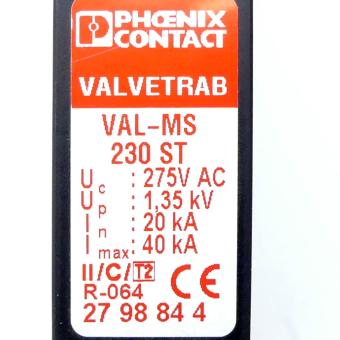 PHŒNIX
CONTACT
VALVETRAB
VAL-MS
230 ST
Uc : 275V AC
Up : 1,35 kV
In : 20 kA
Imax: 40 kA
II/C/T2 CE
R-064
27 98 84 4